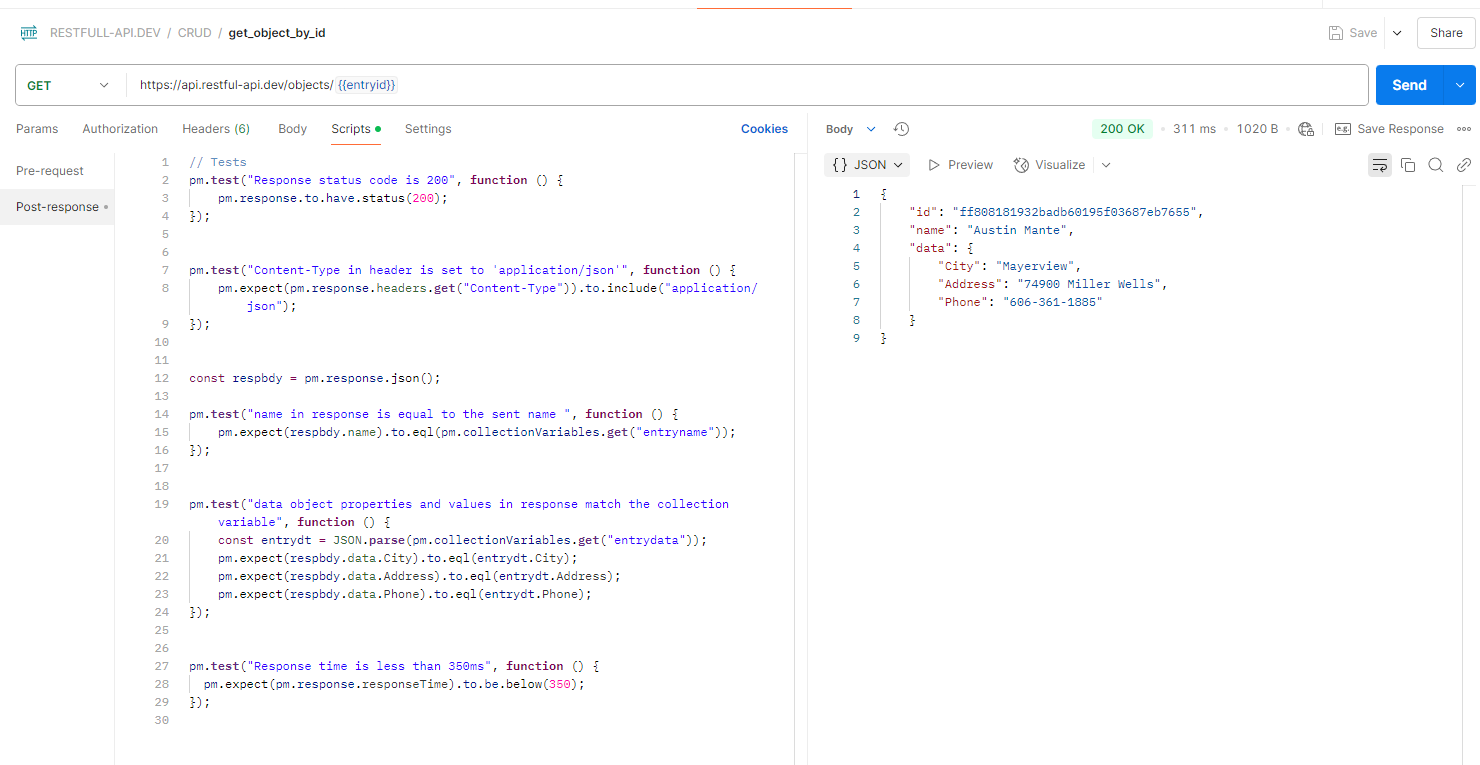 HTTP RESTFULL-API.DEV / CRUD / get_object_by_id
Save
Share
GET
https://api.restful-api.dev/objects/ {{entryid}}
Send
Params Authorization Headers (6) Body Scripts Settings Cookies
Pre-request
Post-response
1 // Tests
2 pm.test("Response status code is 200", function () {
3 pm.response.to.have.status(200);
4 });
5
6
7 pm.test("Content-Type in header is set to 'application/json'", function () {
8 pm.expect(pm.response.headers.get("Content-Type")).to.include("application/
json");
9 });
10
11
12 const respbdy = pm.response.json();
13
14 pm.test("name in response is equal to the sent name ", function () {
15 pm.expect(respbdy.name).to.eql(pm.collectionVariables.get("entryname"));
16 });
17
18
19 pm.test("data object properties and values in response match the collection
variable", function () {
20 const entrydt = JSON.parse(pm.collectionVariables.get("entrydata"));
21 pm.expect(respbdy.data.City).to.eql(entrydt.City);
22 pm.expect(respbdy.data.Address).to.eql(entrydt.Address);
23 pm.expect(respbdy.data.Phone).to.eql(entrydt.Phone);
24 });
25
26
27 pm.test("Response time is less than 350ms", function () {
28 pm.expect(pm.response.responseTime).to.be.below(350);
29 });
30
Body 200 OK • 311 ms • 1020 B • e.g. Save Response
{} JSON Preview Visualize
1 {
2 "id": "ff808181932badb60195f03687eb7655",
3 "name": "Austin Mante",
4 "data": {
5 "City": "Mayerview",
6 "Address": "74900 Miller Wells",
7 "Phone": "606-361-1885"
8 }
9 }